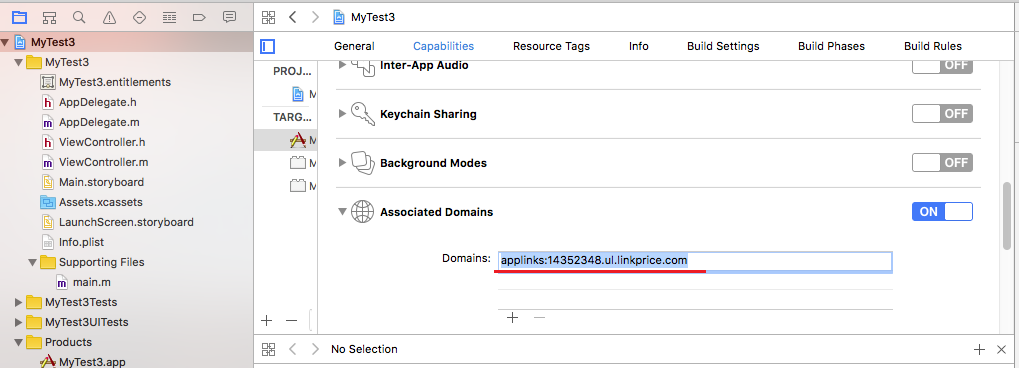 MyTest3
MyTest3
General
Capabilities
Resource Tags
Info
Build Settings
Build Phases
Build Rules
MyTest3
MyTest3.entitlements
AppDelegate.h
AppDelegate.m
ViewController.h
ViewController.m
Main.storyboard
Assets.xcassets
LaunchScreen.storyboard
Info.plist
Supporting Files
main.m
MyTest3Tests
MyTest3UITests
Products
MyTest3.app
PROJ...
M
TARG...
M
M
M
Inter-App Audio
OFF
Keychain Sharing
OFF
Background Modes
OFF
Associated Domains
ON
Domains:
applinks:14352348.ul.linkprice.com
No Selection